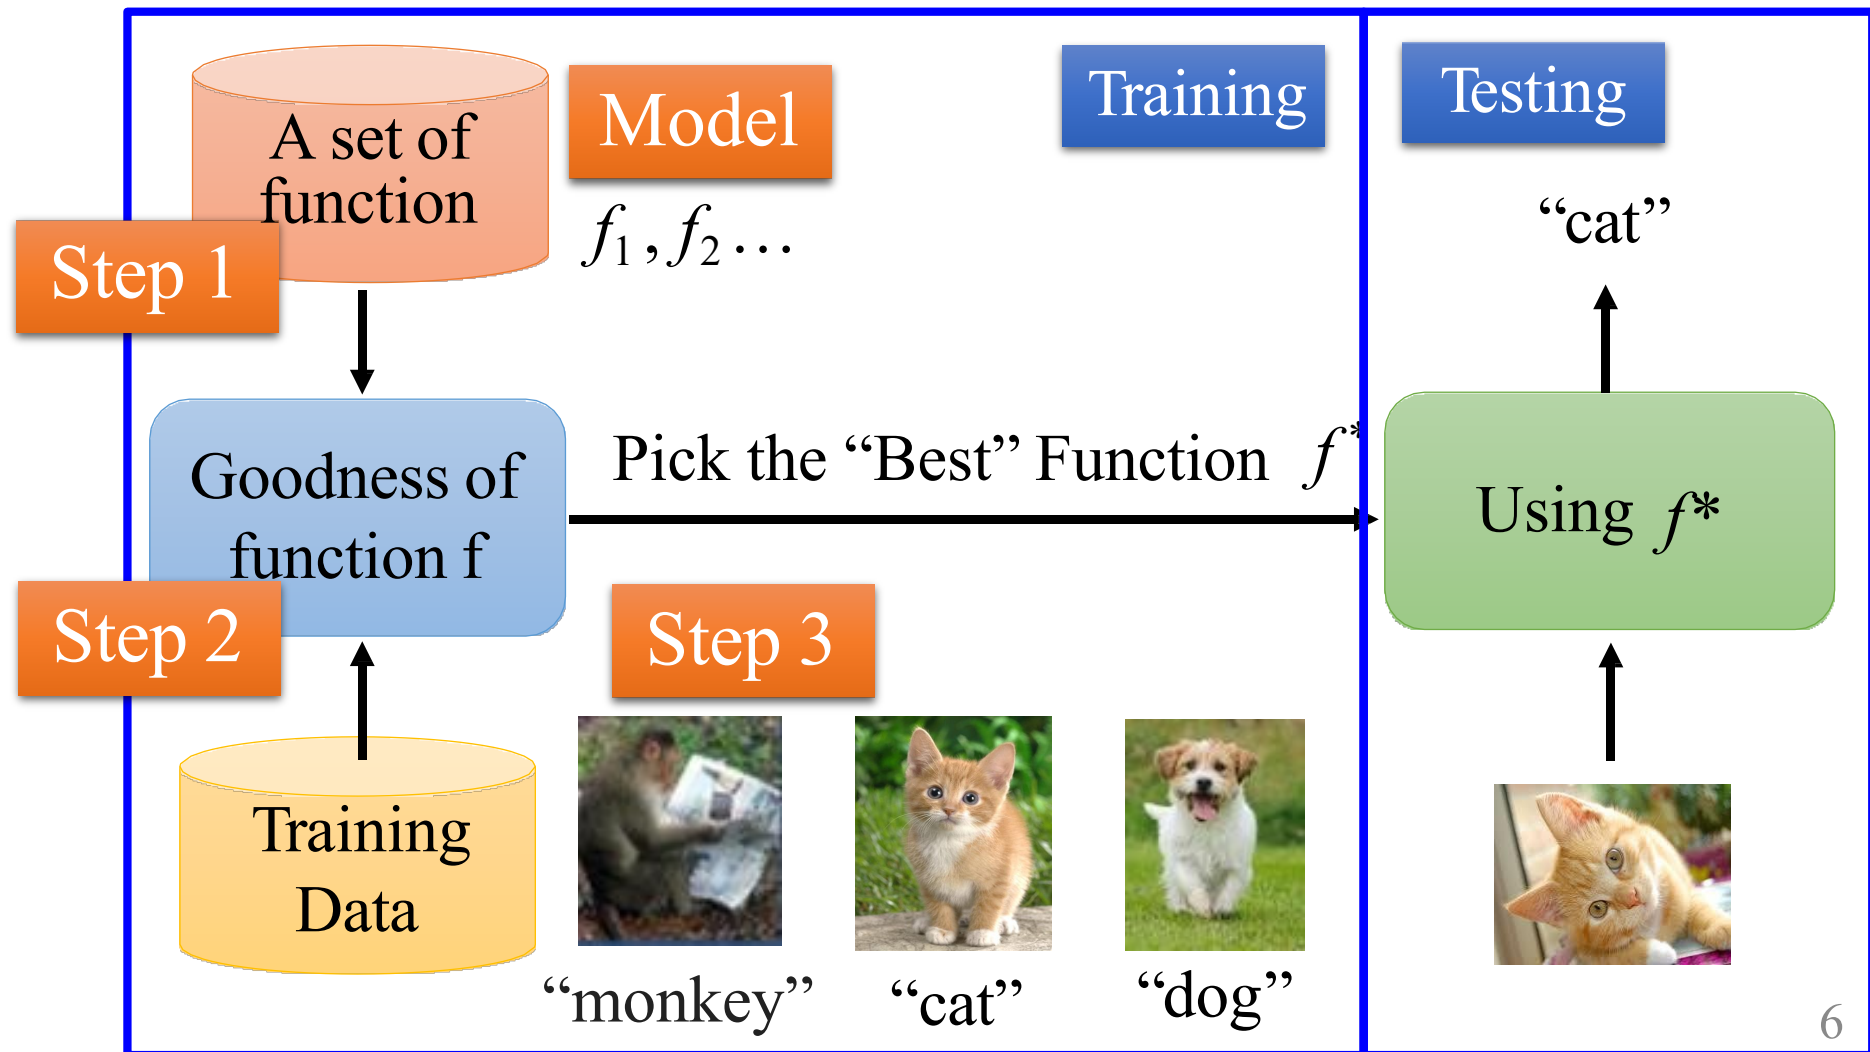 A set of
function
Model
f1 , f2 …
Training
Testing
“cat”
Step 1
Goodness of
function f
Pick the “Best” Function f*
Using f*
Step 2
Step 3
Training
Data
“monkey”
“cat”
“dog”
6